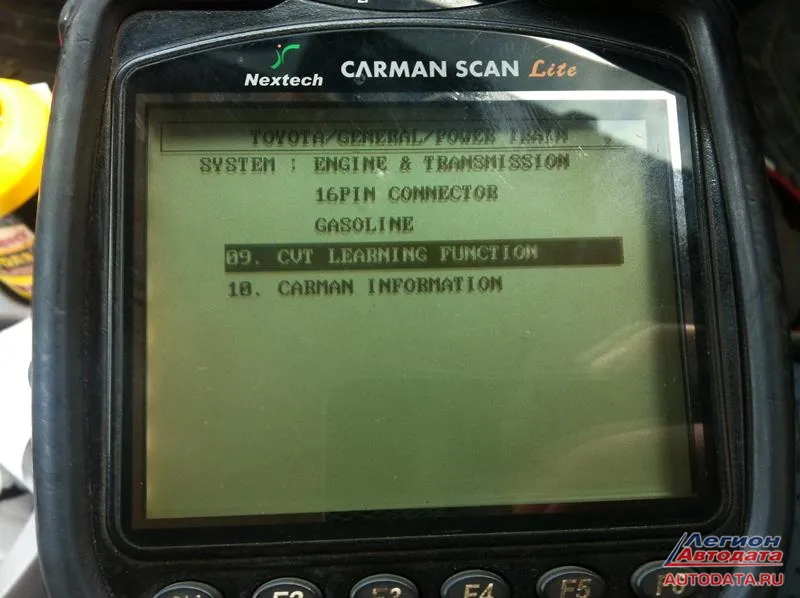 Nextech CARMAN SCAN Lite
TOYOTA/GENERAL/POWER TRAIN
SYSTEM : ENGINE & TRANSMISSION
16PIN CONNECTOR
GASOLINE
09. CVT LEARNING FUNCTION
10. CARMAN INFORMATION
F4
F5
F6
Легион
Автодата
AUTODATA.RU